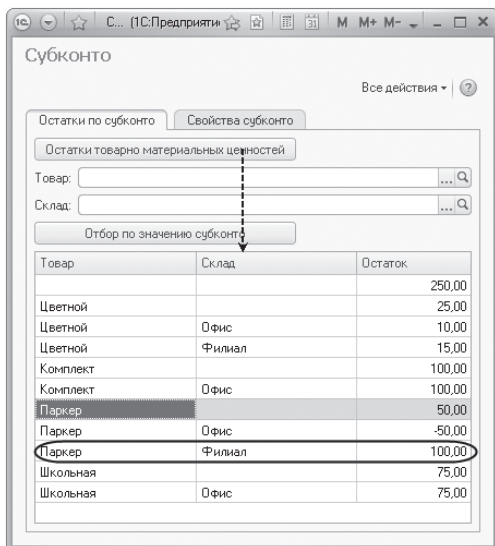 1С С... (1С:Предприяти 31 M M+ M-
Субконто
Все действия ?
Остатки по субконто Свойства субконто
Остатки товарно материальных ценностей
Товар: ...
Склад: ...
Отбор по значению субконто
Товар Склад Остаток
250,00
Цветной 25,00
Цветной Офис 10,00
Цветной Филиал 15,00
Комплект 100,00
Комплект Офис 100,00
Паркер 50,00
Паркер Офис -50,00
Паркер Филиал 100,00
Школьная 75,00
Школьная Офис 75,00